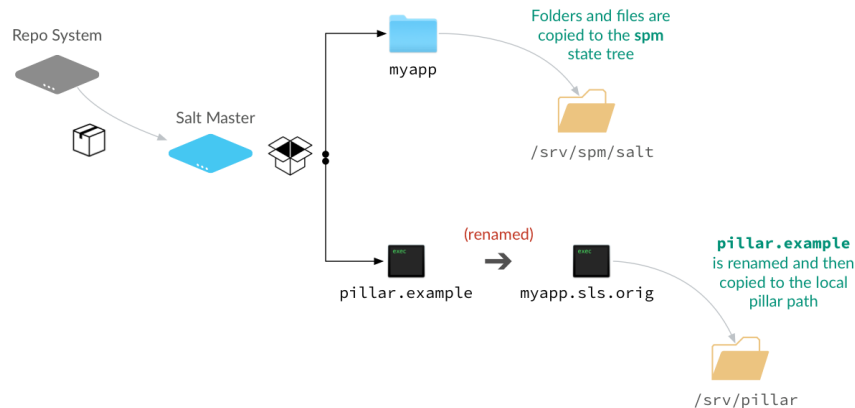 Repo System
Salt Master
myapp
Folders and files are
copied to the spm
state tree
/srv/spm/salt
exec
pillar.example
(renamed)
exec
myapp.sls.orig
pillar.example
is renamed and then
copied to the local
pillar path
/srv/pillar